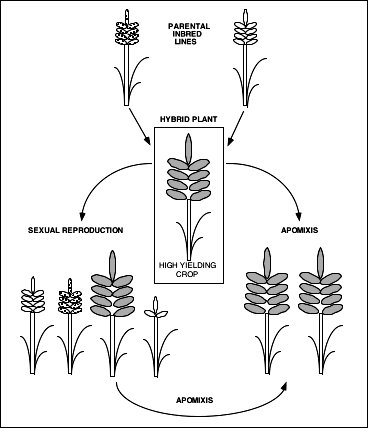 PARENTAL
INBRED
LINES
HYBRID PLANT
SEXUAL REPRODUCTION
APOMIXIS
HIGH YIELDING
CROP
APOMIXIS